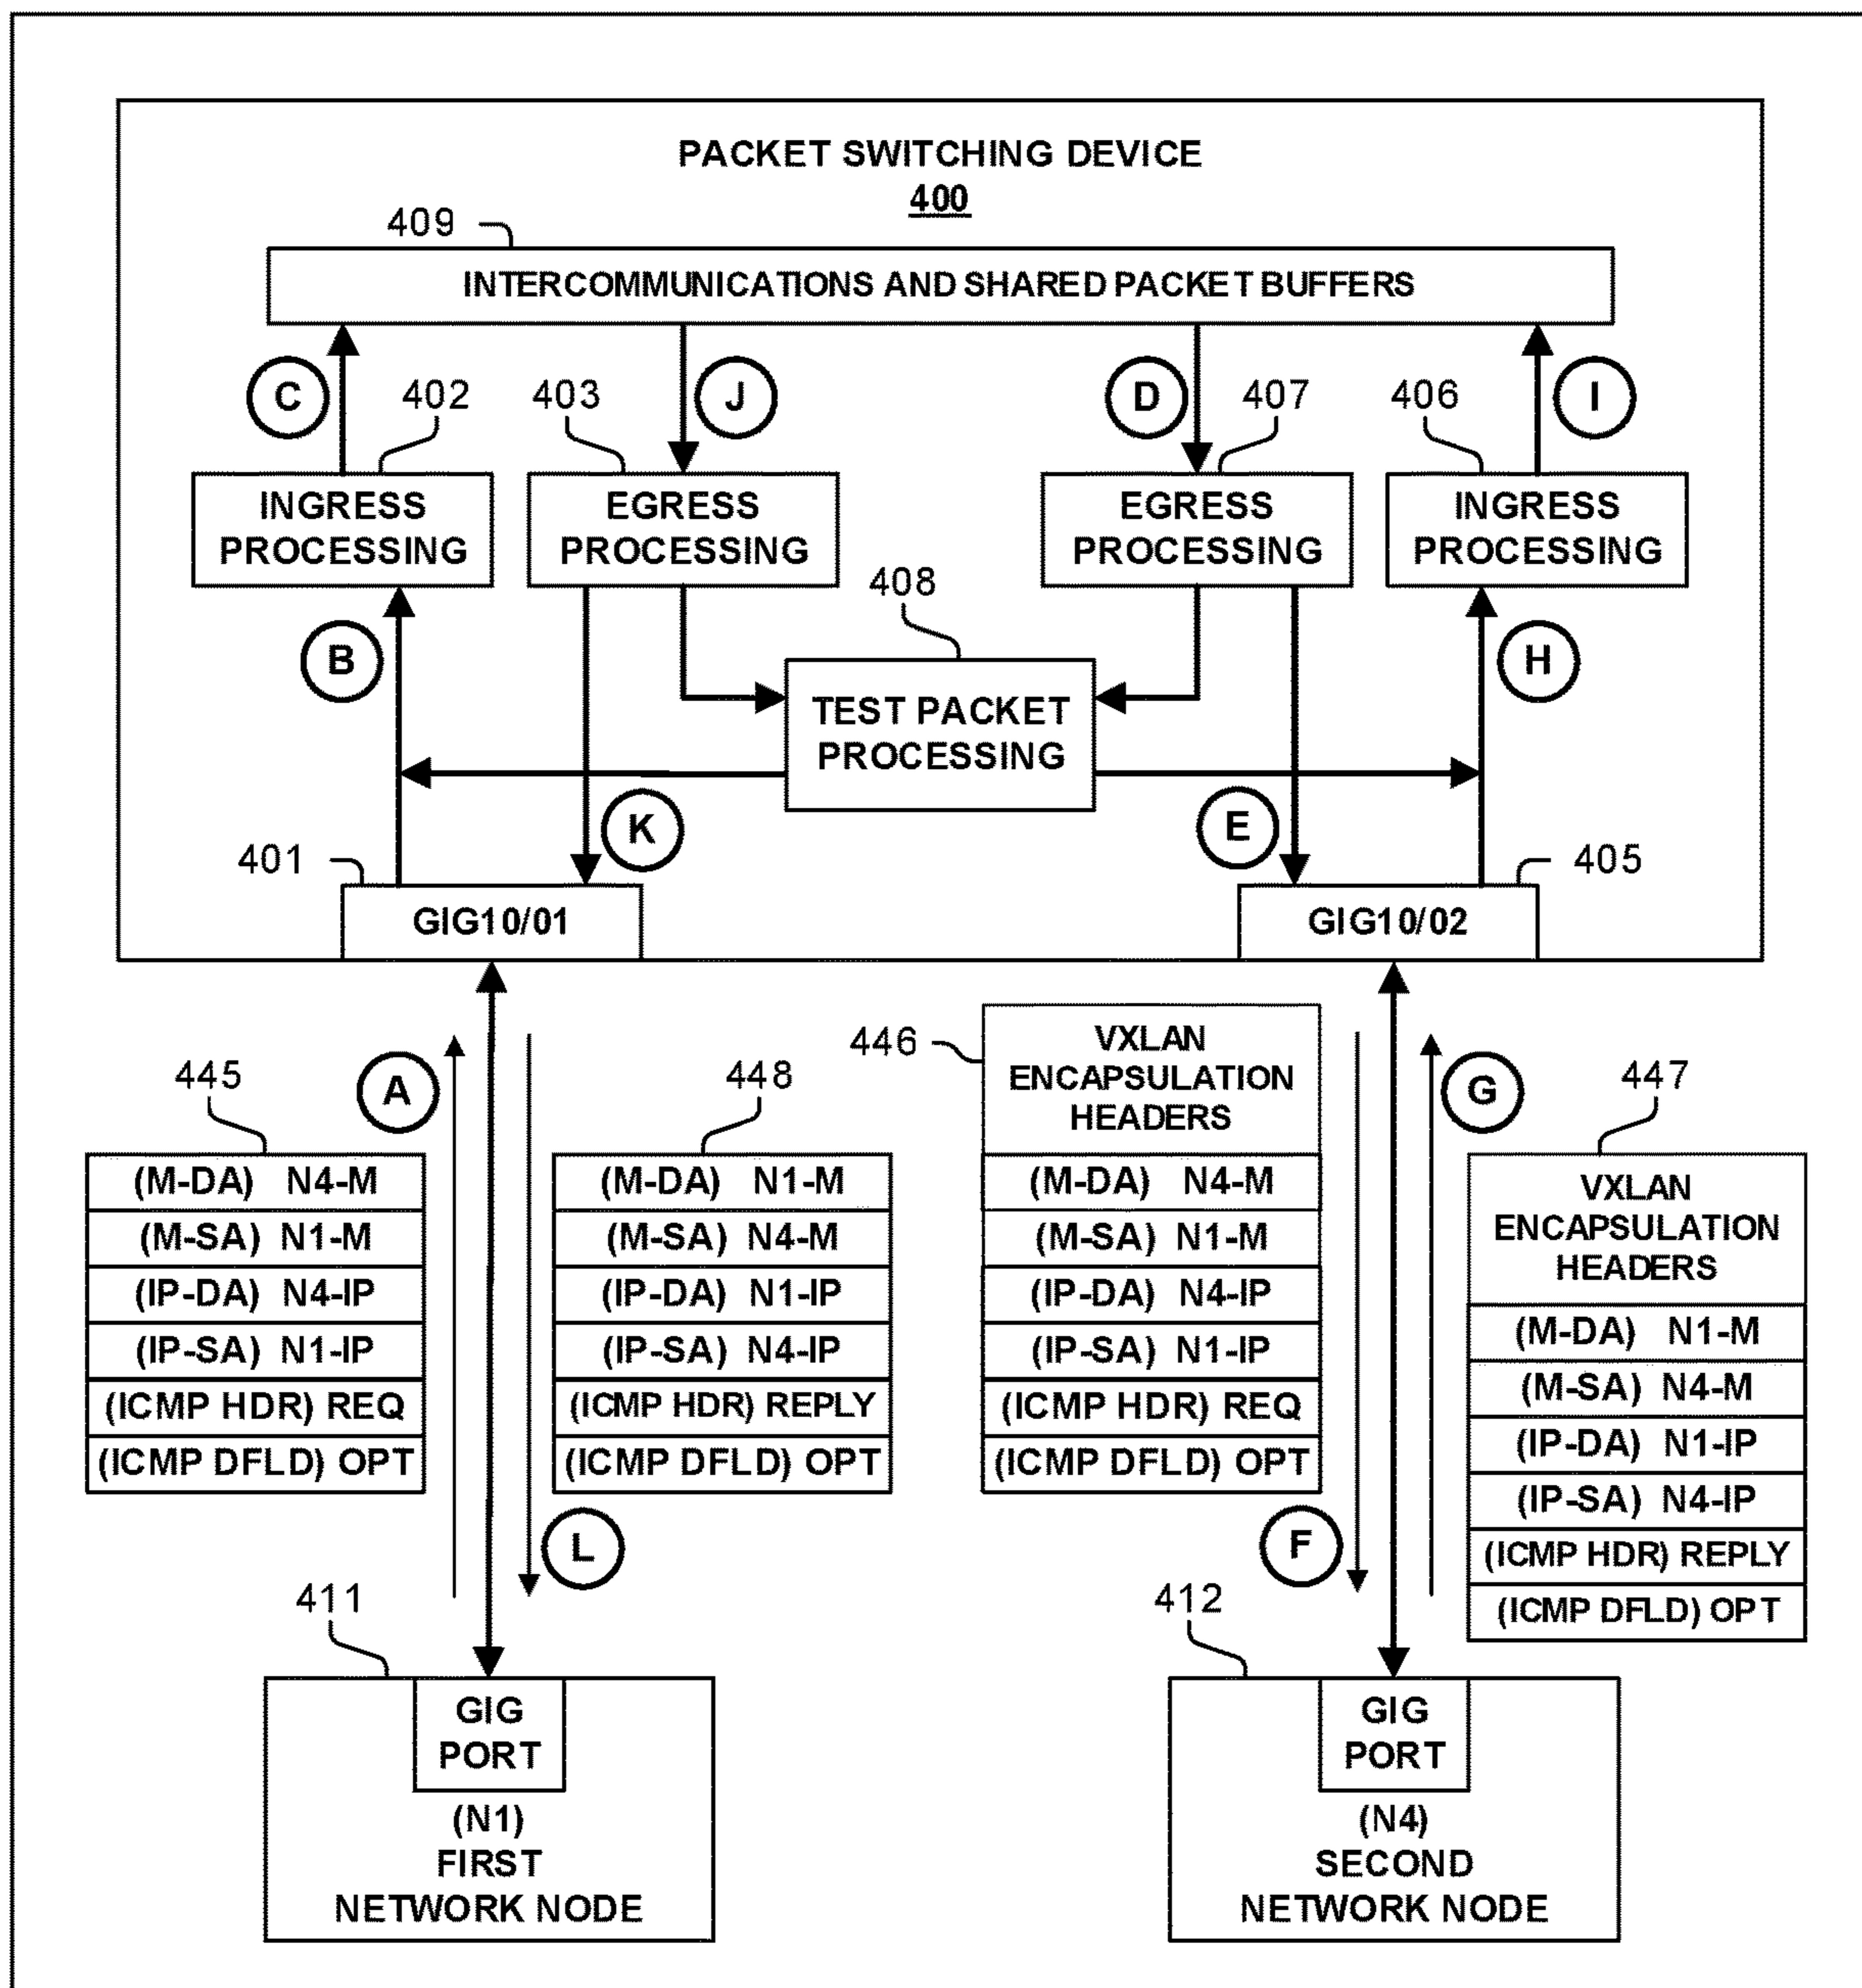 PACKET SWITCHING DEVICE
400
409
INTERCOMMUNICATIONS AND SHARED PACKET BUFFERS
C
402
403
J
D
407
406
I
INGRESS
PROCESSING
EGRESS
PROCESSING
EGRESS
PROCESSING
INGRESS
PROCESSING
408
B
H
TEST PACKET
PROCESSING
K
E
401
405
GIG10/01
GIG10/02
445
A
448
446
VXLAN
ENCAPSULATION
HEADERS
G
447
(M-DA) N4-M
(M-SA) N1-M
(IP-DA) N4-IP
(IP-SA) N1-IP
(ICMP HDR) REQ
(ICMP DFLD) OPT
(M-DA) N1-M
(M-SA) N4-M
(IP-DA) N1-IP
(IP-SA) N4-IP
(ICMP HDR) REPLY
(ICMP DFLD) OPT
(M-DA) N4-M
(M-SA) N1-M
(IP-DA) N4-IP
(IP-SA) N1-IP
(ICMP HDR) REQ
(ICMP DFLD) OPT
VXLAN
ENCAPSULATION
HEADERS
(M-DA) N1-M
(M-SA) N4-M
(IP-DA) N1-IP
(IP-SA) N4-IP
(ICMP HDR) REPLY
(ICMP DFLD) OPT
L
F
411
412
GIG
PORT
(N1)
FIRST
NETWORK NODE
GIG
PORT
(N4)
SECOND
NETWORK NODE